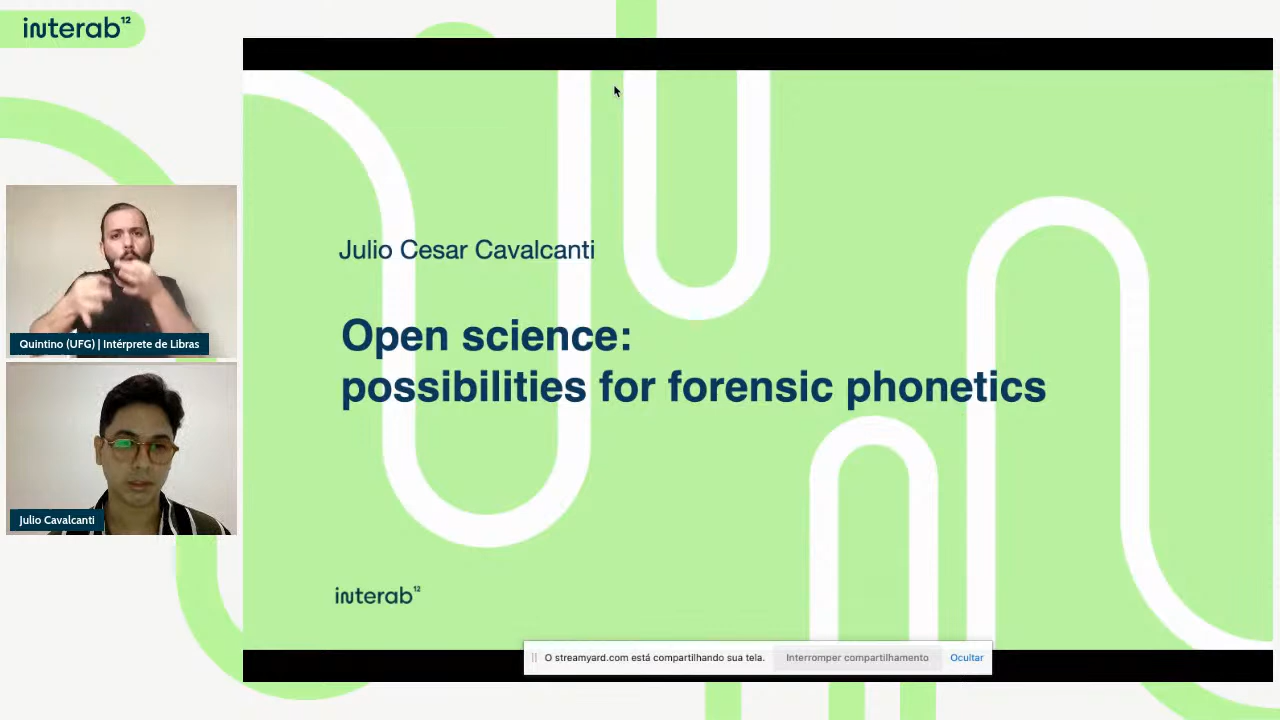 interab¹²
Julio Cesar Cavalcanti
Open science:
possibilities for forensic phonetics
Quintino (UFG) | Intérprete de Libras
Julio Cavalcanti
interab¹²
O streamyard.com está compartilhando sua tela.
Interromper compartilhamento
Ocultar